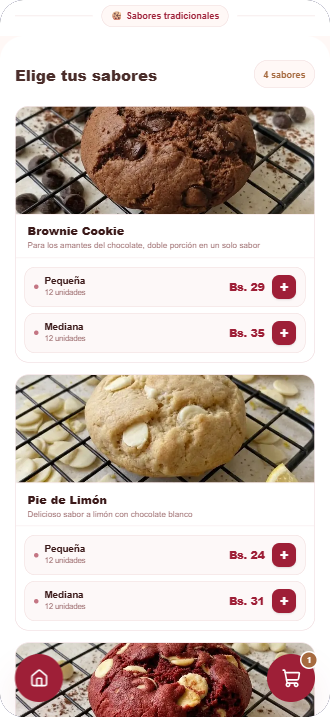 Sabores tradicionales
Elige tus sabores
4 sabores
Brownie Cookie
Para los amantes del chocolate, doble porción en un solo sabor
Pequeña
12 unidades
Bs. 29 +
Mediana
12 unidades
Bs. 35 +
Pie de Limón
Delicioso sabor a limón con chocolate blanco
Pequeña
12 unidades
Bs. 24 +
Mediana
12 unidades
Bs. 31 +
1